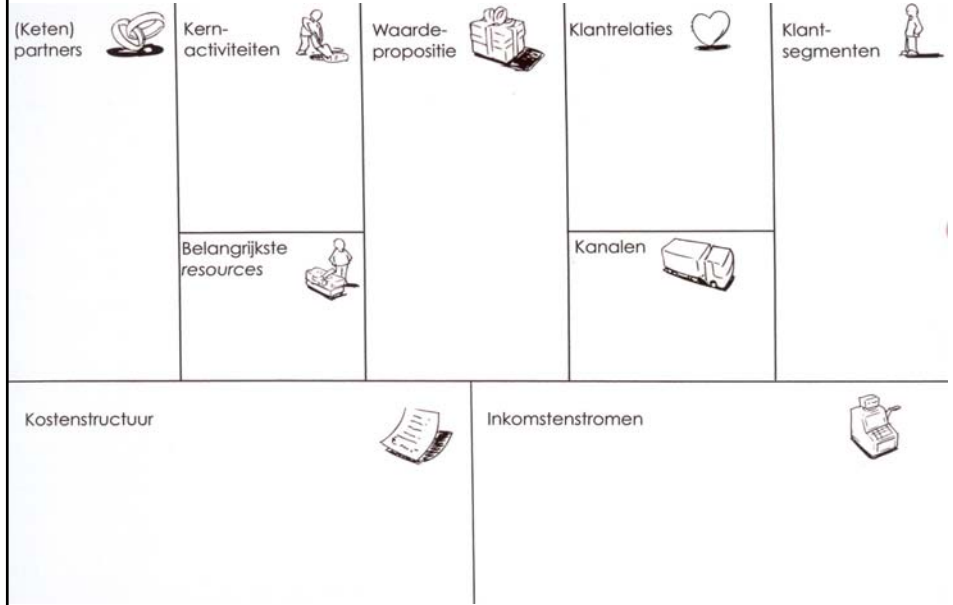 (Keten)
partners
Kern-
activiteiten
Waarde-
propositie
Klantrelaties
Klant-
segmenten
Belangrijkste
resources
Kanalen
Kostenstructuur
Inkomstenstromen